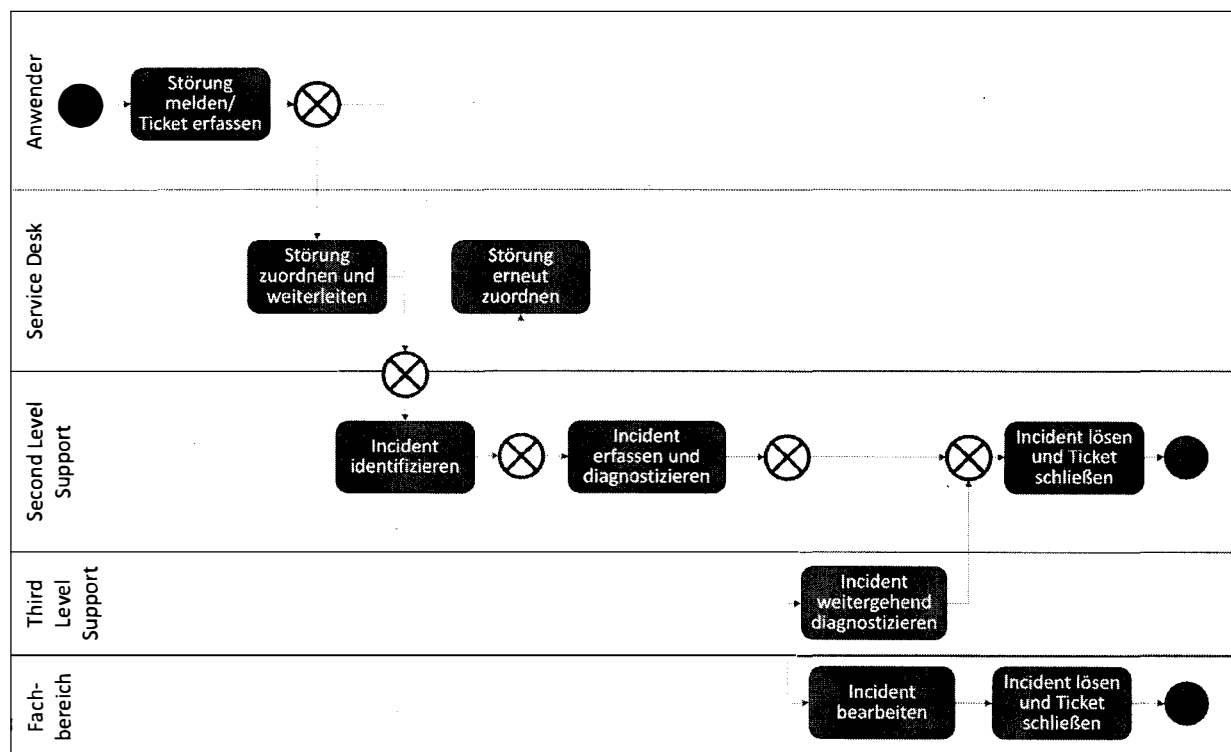 Anwender
Störung
melden/
Ticket erfassen
Service Desk
Störung
zuordnen und
weiterleiten
Störung
erneut
zuordnen
Second Level
Support
Incident
identifizieren
Incident
erfassen und
diagnostizieren
Incident lösen
und Ticket
schließen
Third
Level
Support
Incident
weitergehend
diagnostizieren
Fach-
bereich
Incident
bearbeiten
Incident lösen
und Ticket
schließen